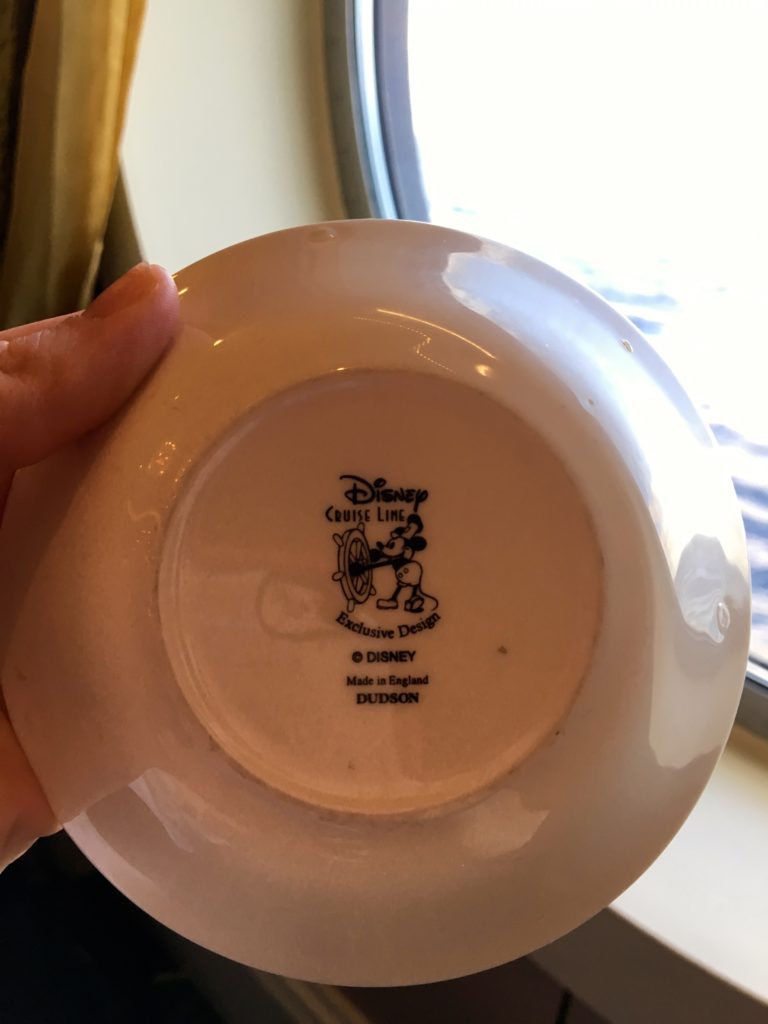 Disney
CRUISE LINE
Exclusive Design
© DISNEY
Made in England
DUDSON